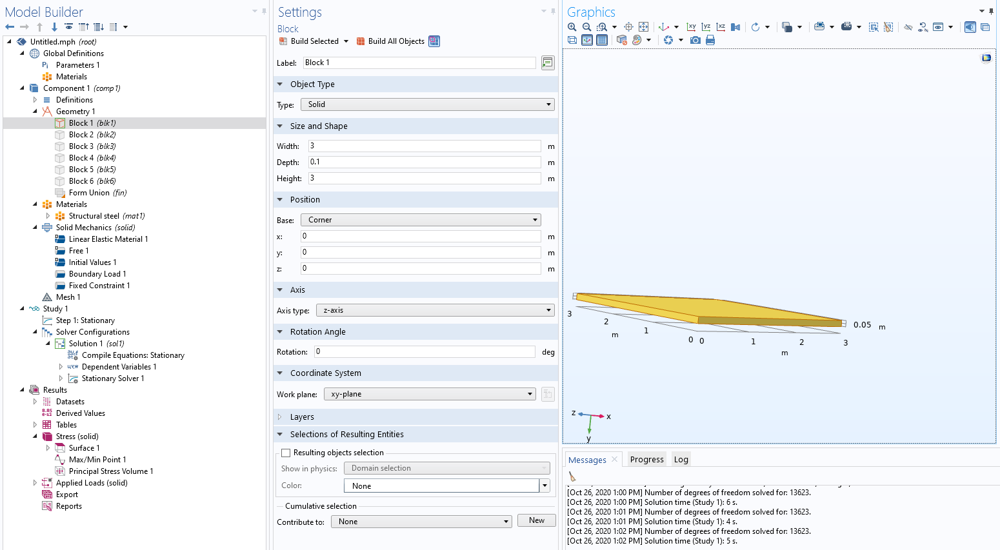 Model Builder
Untitled.mph (root)
Global Definitions
Pi Parameters 1
Materials
Component 1 (comp1)
Definitions
Geometry 1
Block 1 (blk1)
Block 2 (blk2)
Block 3 (blk3)
Block 4 (blk4)
Block 5 (blk5)
Block 6 (blk6)
Form Union (fin)
Materials
Structural steel (mat1)
Solid Mechanics (solid)
Linear Elastic Material 1
Free 1
Initial Values 1
Boundary Load 1
Fixed Constraint 1
Mesh 1
Study 1
Step 1: Stationary
Solver Configurations
Solution 1 (sol1)
Compile Equations: Stationary
u,v,w Dependent Variables 1
Stationary Solver 1
Results
Datasets
8.85 e-12 Derived Values
Tables
Stress (solid)
Surface 1
Max/Min Point 1
Principal Stress Volume 1
Applied Loads (solid)
Export
Reports
Settings
Block
Build Selected
Build All Objects
Label: Block 1
Object Type
Type: Solid
Size and Shape
Width: 3 m
Depth: 0.1 m
Height: 3 m
Position
Base: Corner
x: 0 m
y: 0 m
z: 0 m
Axis
Axis type: z-axis
Rotation Angle
Rotation: 0 deg
Coordinate System
Work plane: xy-plane
Layers
Selections of Resulting Entities
Resulting objects selection
Show in physics: Domain selection
Color: None
Cumulative selection
Contribute to: None New
Graphics
xy yz xz
3
2
m
1
0 0
1
m
2
3
0.05 m
z
x
y
Messages
Progress
Log
[Oct 26, 2020 1:00 PM] Number of degrees of freedom solved for: 13623.
[Oct 26, 2020 1:00 PM] Solution time (Study 1): 6 s.
[Oct 26, 2020 1:01 PM] Number of degrees of freedom solved for: 13623.
[Oct 26, 2020 1:01 PM] Solution time (Study 1): 4 s.
[Oct 26, 2020 1:02 PM] Number of degrees of freedom solved for: 13623.
[Oct 26, 2020 1:02 PM] Solution time (Study 1): 5 s.